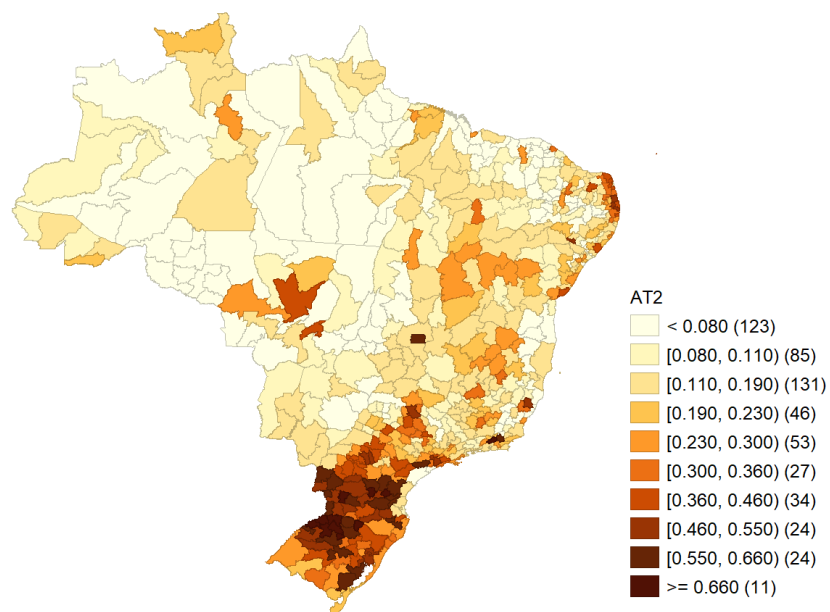 AT2
< 0.080 (123)
[0.080, 0.110) (85)
[0.110, 0.190) (131)
[0.190, 0.230) (46)
[0.230, 0.300) (53)
[0.300, 0.360) (27)
[0.360, 0.460) (34)
[0.460, 0.550) (24)
[0.550, 0.660) (24)
>= 0.660 (11)